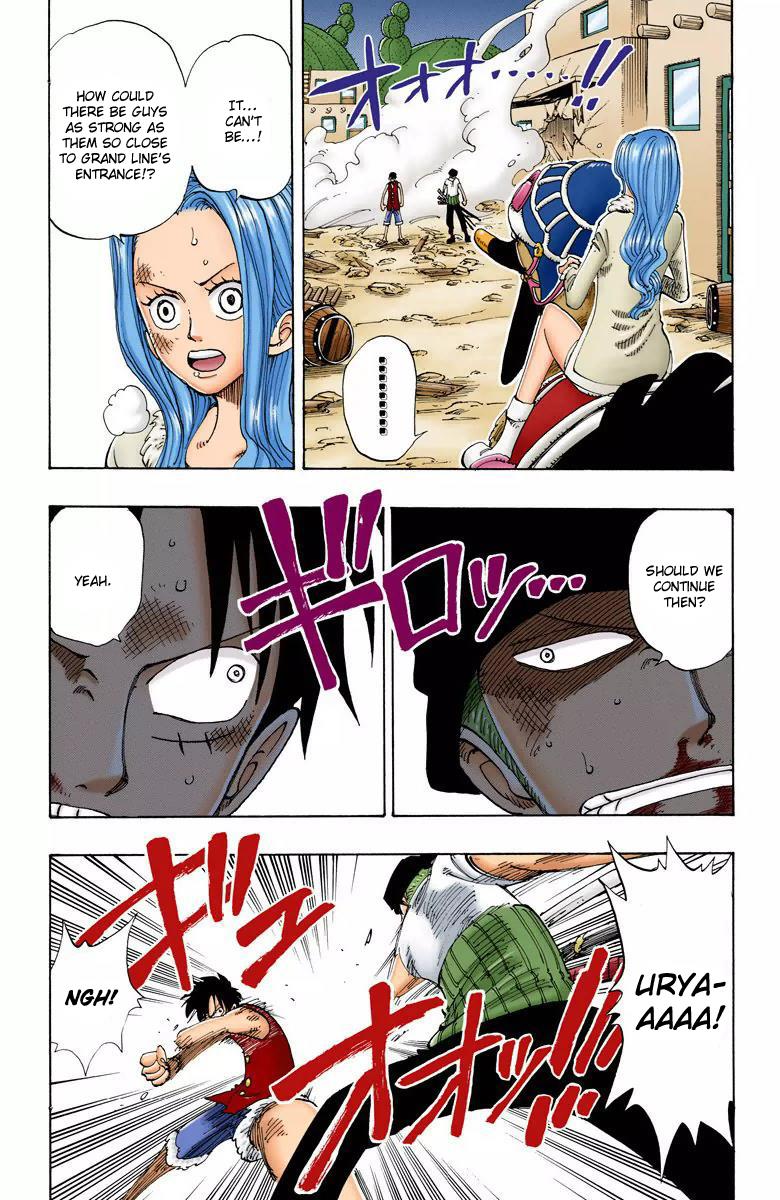 オオオ・・・・・!!
.........
IT...
CAN'T
BE...!
HOW COULD
THERE BE GUYS
AS STRONG AS
THEM SO CLOSE
TO GRAND LINE'S
ENTRANCE!?
SHOULD WE
CONTINUE
THEN?
ギロッ・・・
YEAH.
URYA-
AAAA!
ギュ
オオッ!!
NGH!